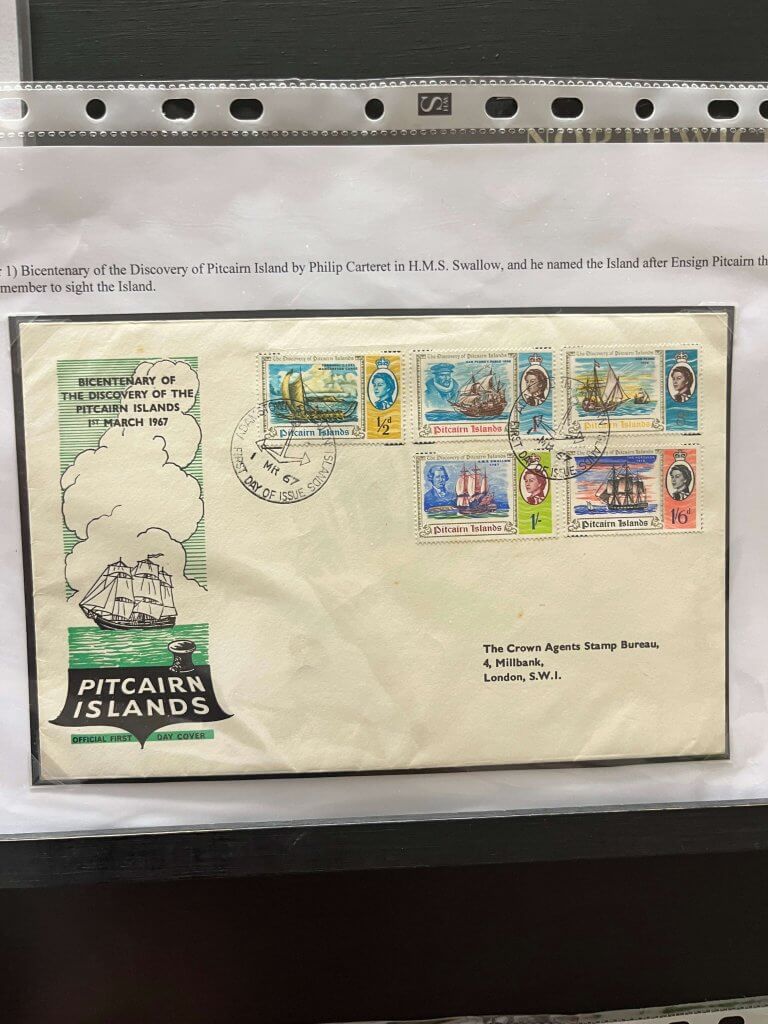 NORTHWIC
1) Bicentenary of the Discovery of Pitcairn Island by Philip Carteret in H.M.S. Swallow, and he named the Island after Ensign Pitcairn th
member to sight the Island.
BICENTENARY OF
THE DISCOVERY OF THE
PITCAIRN ISLANDS
1ST MARCH 1967
The Discovery of Pitcairn Islands
1/2d
Pitcairn Islands
The Discovery of Pitcairn Islands
Pitcairn Islands
The Discovery of Pitcairn Islands
Pitcairn Islands
ISLANDS
FIRST DAY OF ISSUE
1 MR 67
FIRST DAY OF ISSUE
ISLANDS
The Discovery of Pitcairn Islands
H.M.S SWALLOW
1767
Pitcairn Islands
1/-
The Discovery of Pitcairn Islands
Pitcairn Islands
1/6d
The Crown Agents Stamp Bureau,
4, Millbank,
London, S.W.1.
PITCAIRN
ISLANDS
OFFICIAL FIRST DAY COVER